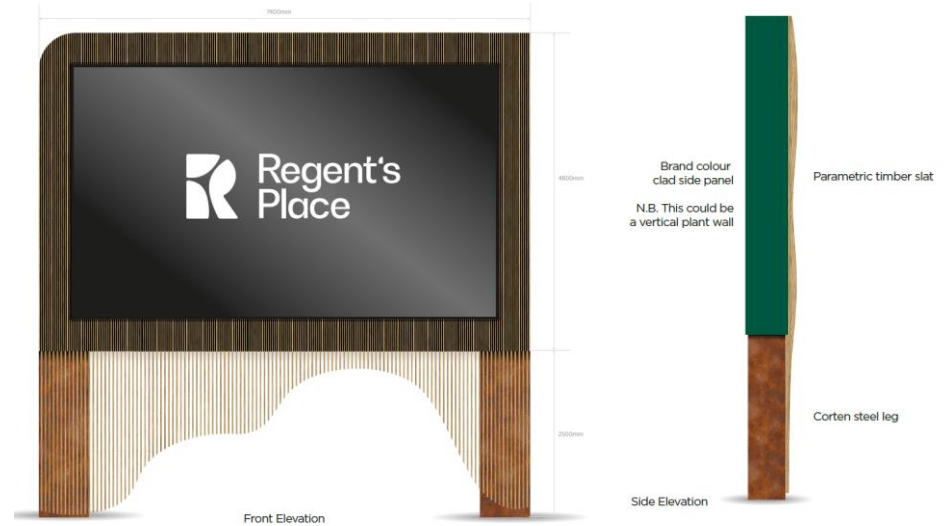 7400mm
Regent's
Place
4800mm
2500mm
Front Elevation
Brand colour
clad side panel
N.B. This could be
a vertical plant wall
Parametric timber slat
Corten steel leg
Side Elevation